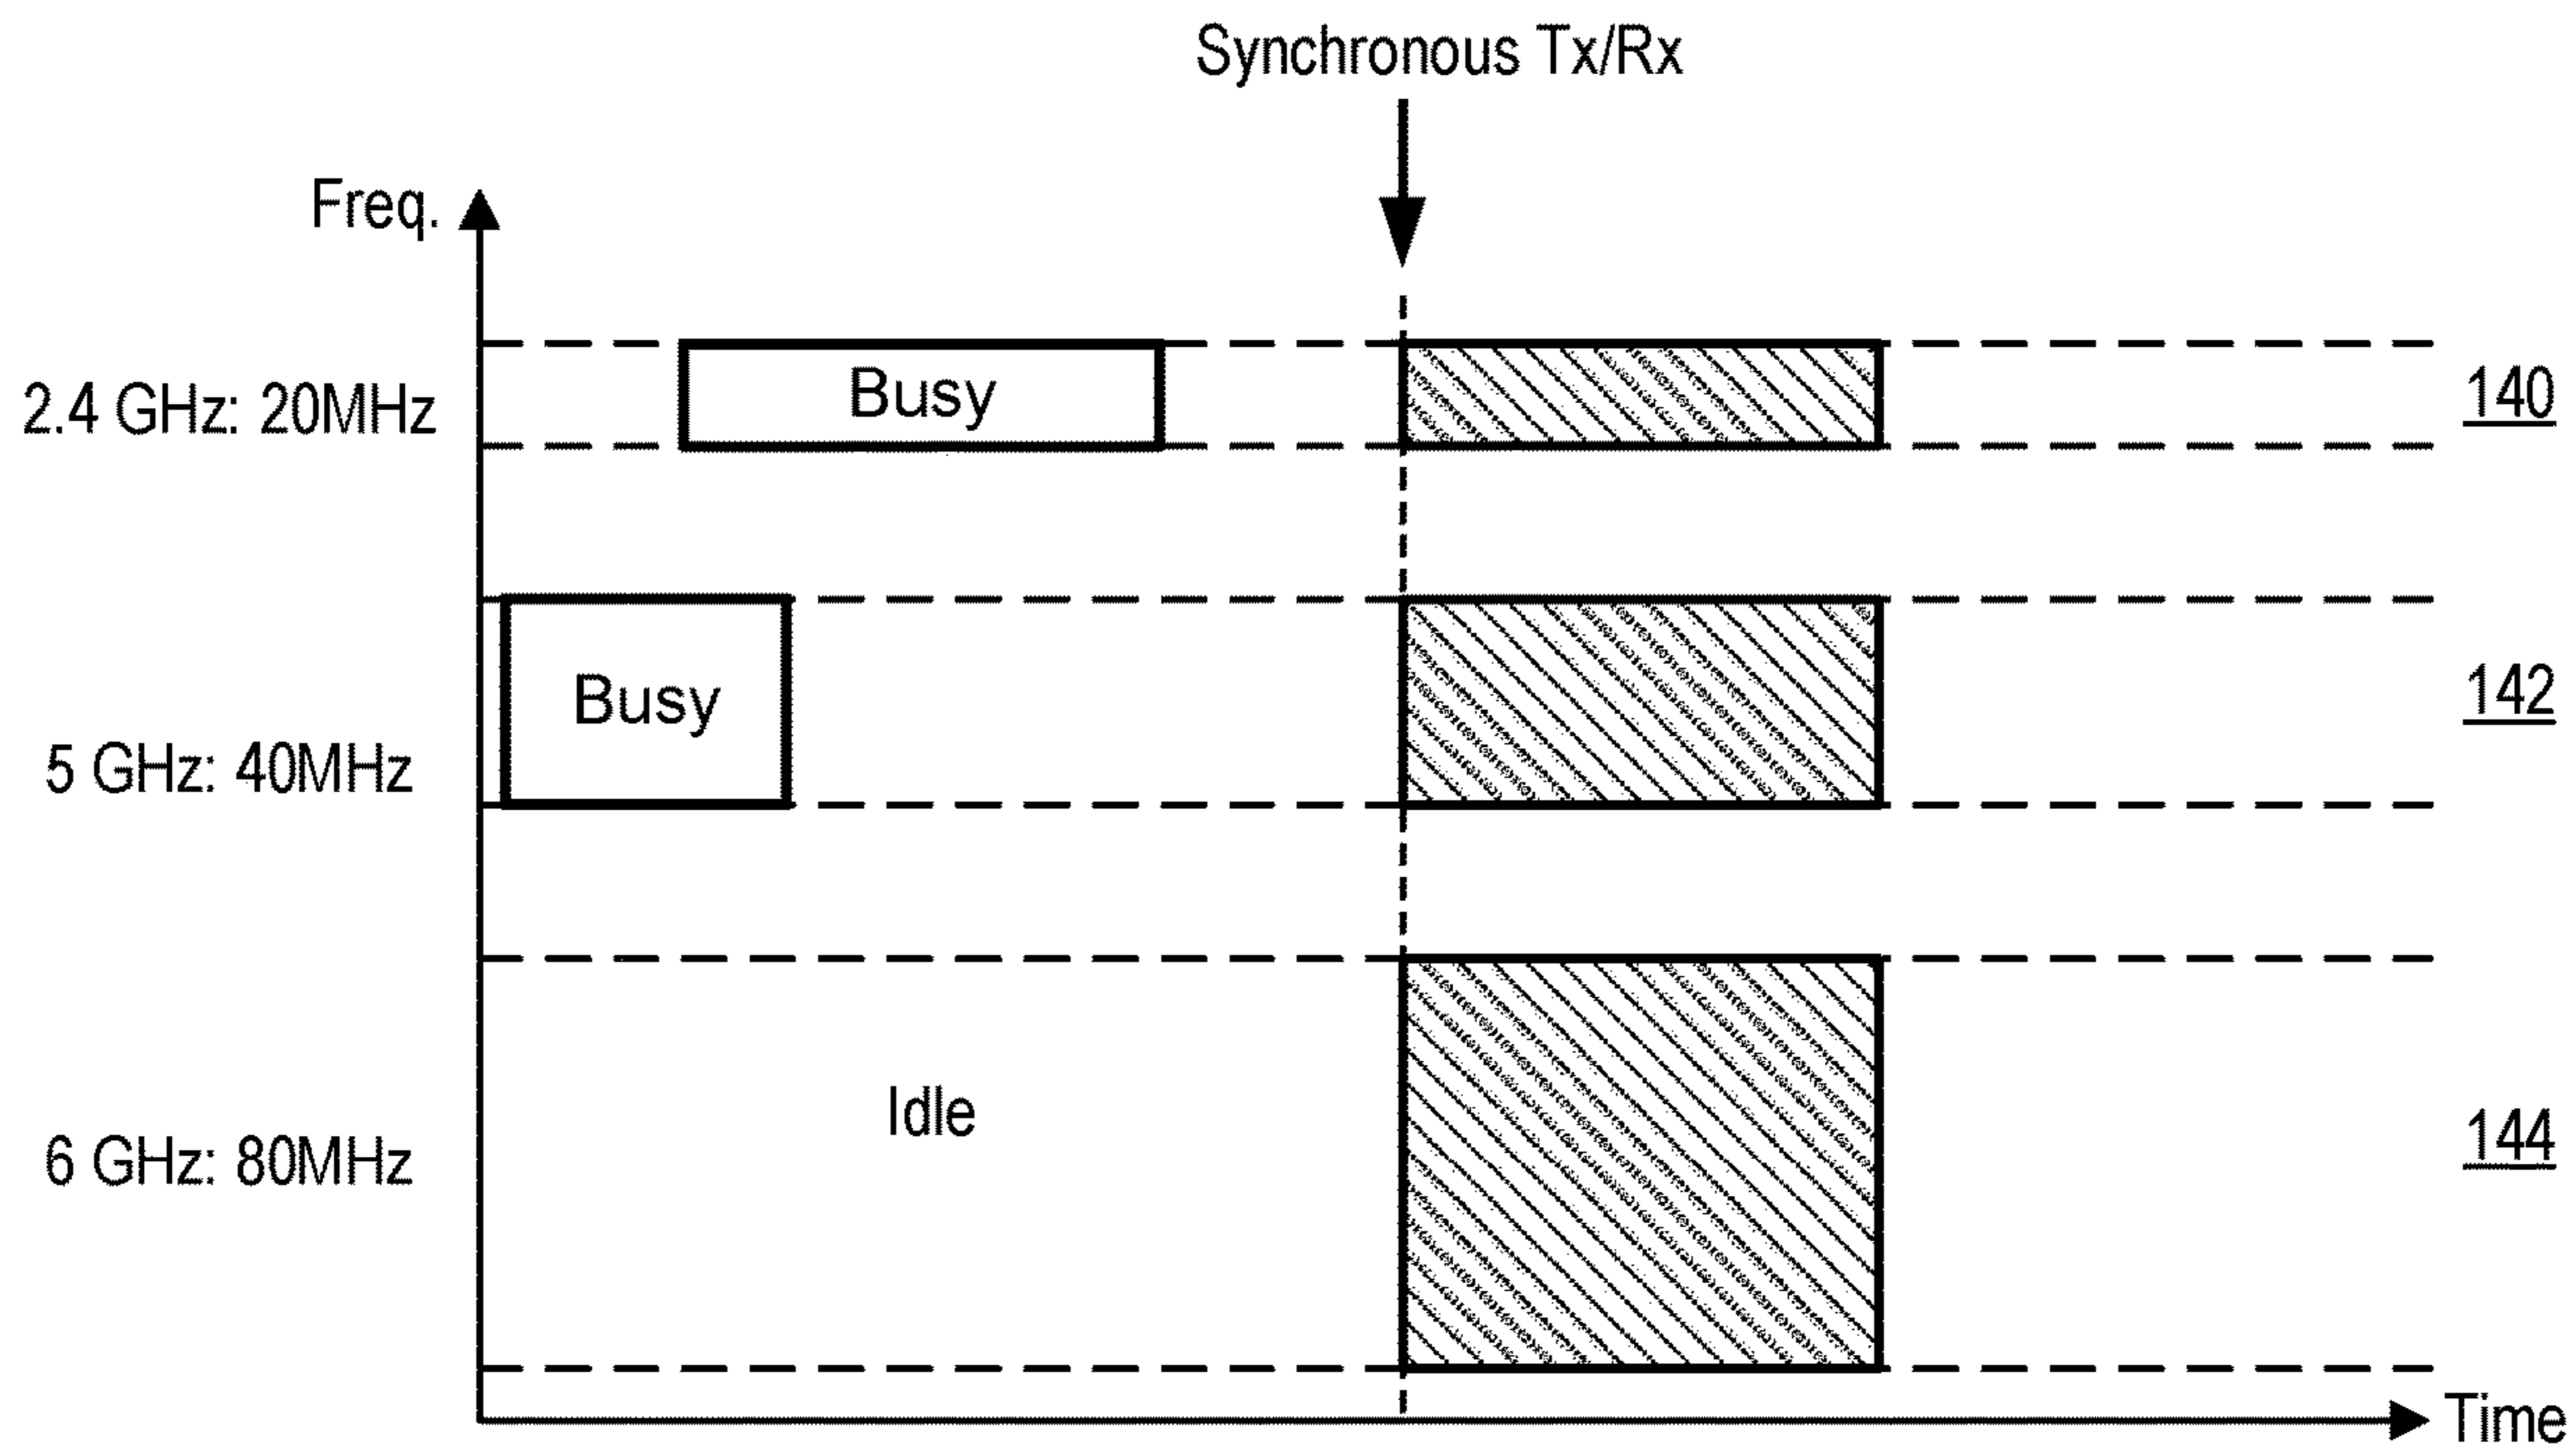 Synchronous Tx/Rx
Freq.
2.4 GHz: 20MHz
Busy
140
5 GHz: 40MHz
Busy
142
6 GHz: 80MHz
Idle
144
Time